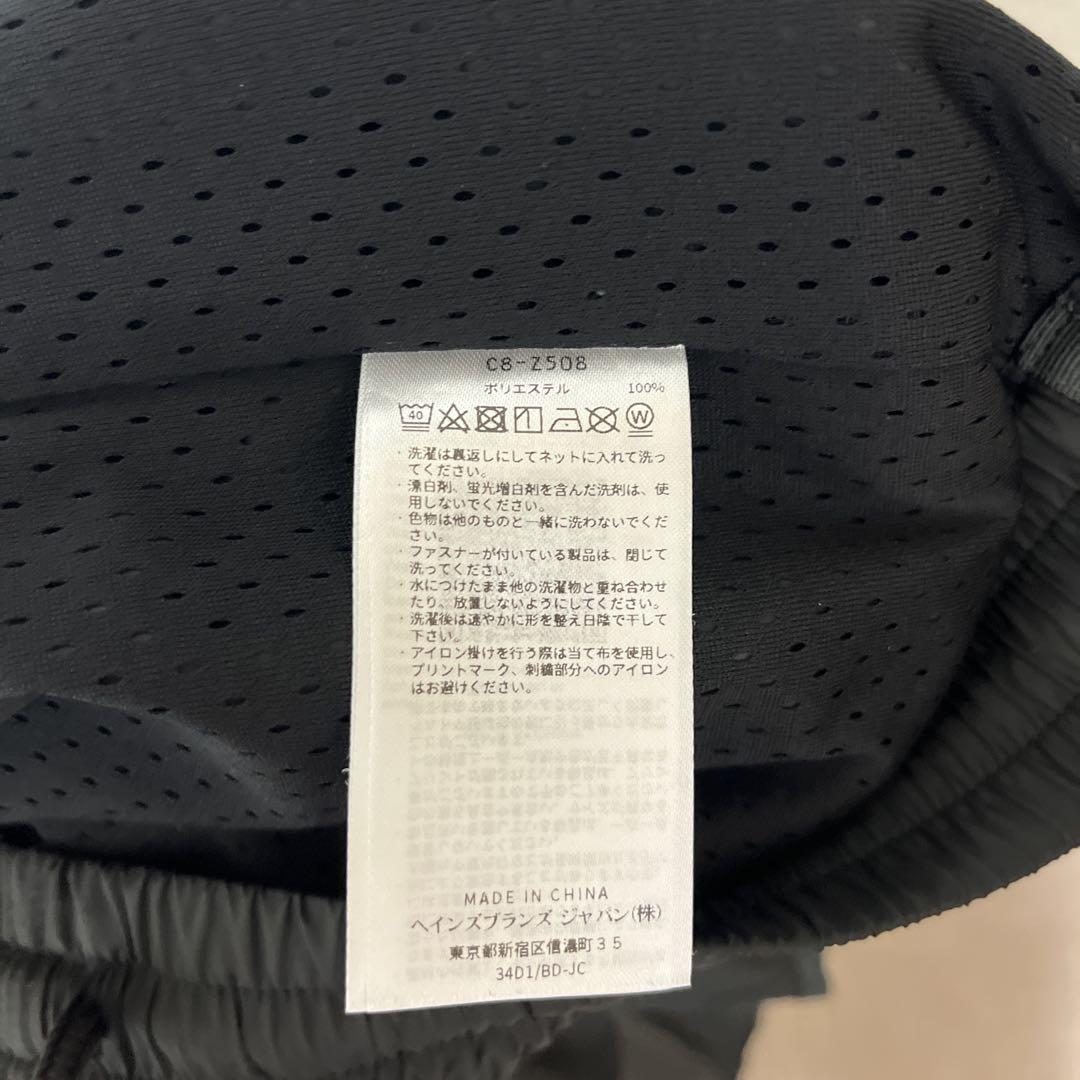 C8-Z508
ポリエステル 100%
40 W
・洗濯は裏返しにしてネットに入れて洗っ
てください。
・漂白剤、蛍光増白剤を含んだ洗剤は、使
用しないでください。
・色物は他のものと一緒に洗わないでくだ
さい。
・ファスナーが付いている製品は、閉じて
洗ってください。
・水につけたまま他の洗濯物と重ね合わせ
たり、放置しないようにしてください。
・洗濯後は速やかに形を整え日陰で干して
下さい。
・アイロン掛けを行う際は当て布を使用し、
プリントマーク、刺繍部分へのアイロン
はお避けください。
MADE IN CHINA
ヘインズブランズ ジャパン(株)
東京都新宿区信濃町35
34D1/BD-JC